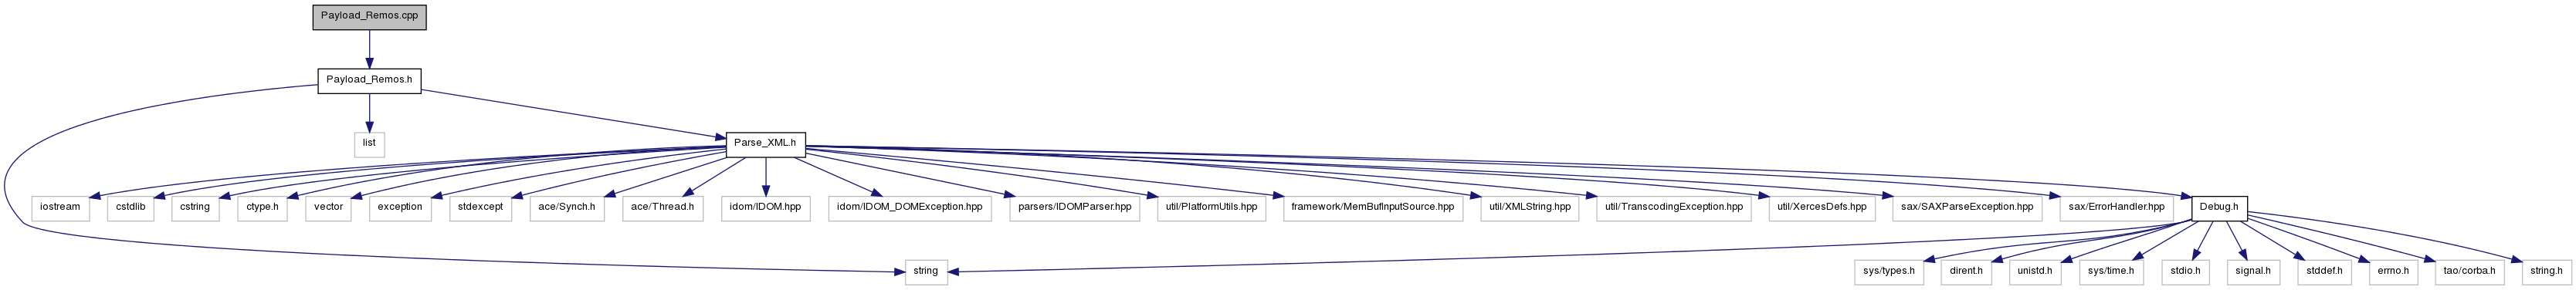 Payload_Remos.cpp
Payload_Remos.h
list
Parse_XML.h
iostream
cstdlib
cstring
ctype.h
vector
exception
stdexcept
ace/Synch.h
ace/Thread.h
idom/IDOM.hpp
idom/IDOM_DOMException.hpp
parsers/IDOMParser.hpp
util/PlatformUtils.hpp
framework/MemBufInputSource.hpp
util/XMLString.hpp
util/TranscodingException.hpp
util/XercesDefs.hpp
sax/SAXParseException.hpp
sax/ErrorHandler.hpp
Debug.h
string
sys/types.h
dirent.h
unistd.h
sys/time.h
stdio.h
signal.h
stddef.h
errno.h
tao/corba.h
string.h